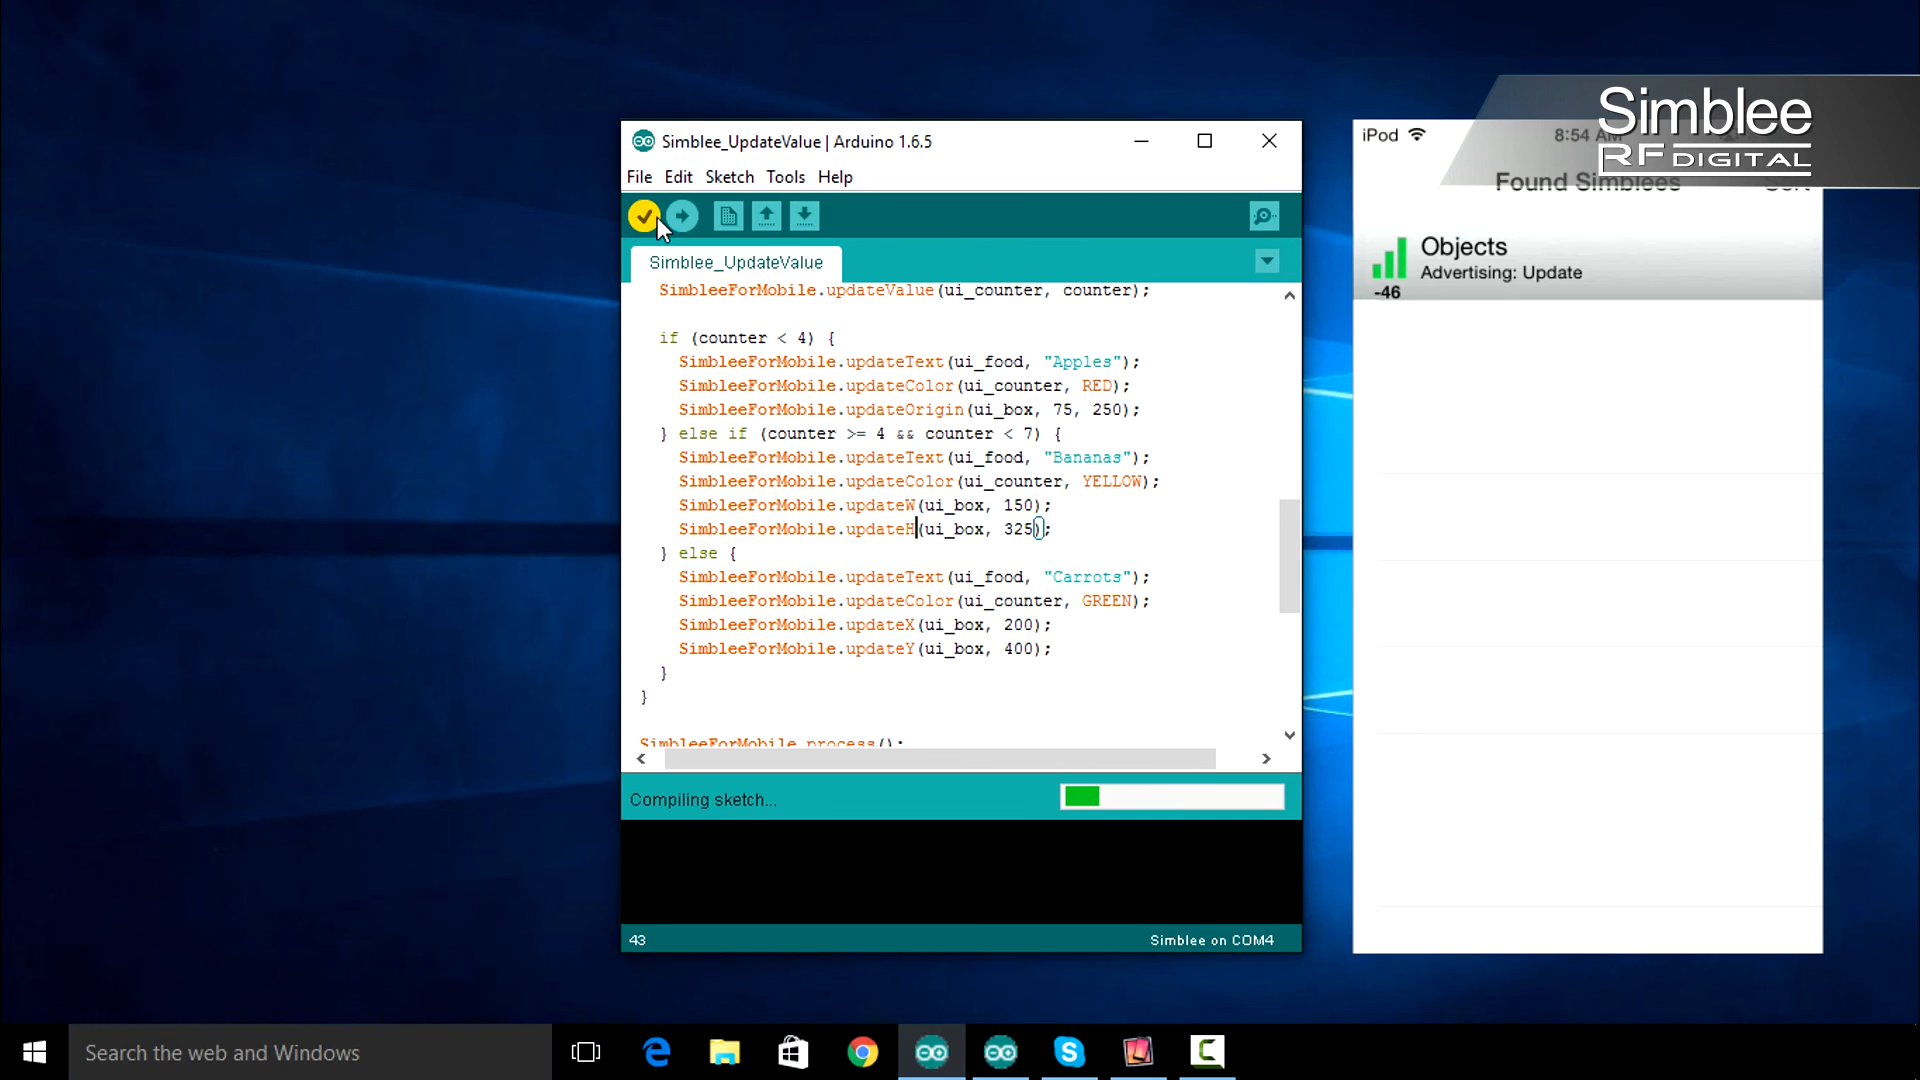 Simblee
RF DIGITAL
Simblee_UpdateValue | Arduino 1.6.5
File Edit Sketch Tools Help
Simblee_UpdateValue
SimbleeForMobile.updateValue(ui_counter, counter);
if (counter < 4) {
SimbleeForMobile.updateText(ui_food, "Apples");
SimbleeForMobile.updateColor(ui_counter, RED);
SimbleeForMobile.updateOrigin(ui_box, 75, 250);
} else if (counter >= 4 && counter < 7) {
SimbleeForMobile.updateText(ui_food, "Bananas");
SimbleeForMobile.updateColor(ui_counter, YELLOW);
SimbleeForMobile.updateW(ui_box, 150);
SimbleeForMobile.updateH(ui_box, 325);
} else {
SimbleeForMobile.updateText(ui_food, "Carrots");
SimbleeForMobile.updateColor(ui_counter, GREEN);
SimbleeForMobile.updateX(ui_box, 200);
SimbleeForMobile.updateY(ui_box, 400);
}
}
SimbleeForMobile.process();
Compiling sketch...
43
Simblee on COM4
iPod
8:54 AM
Found Simblees
Sort
Objects
Advertising: Update
-46
Search the web and Windows